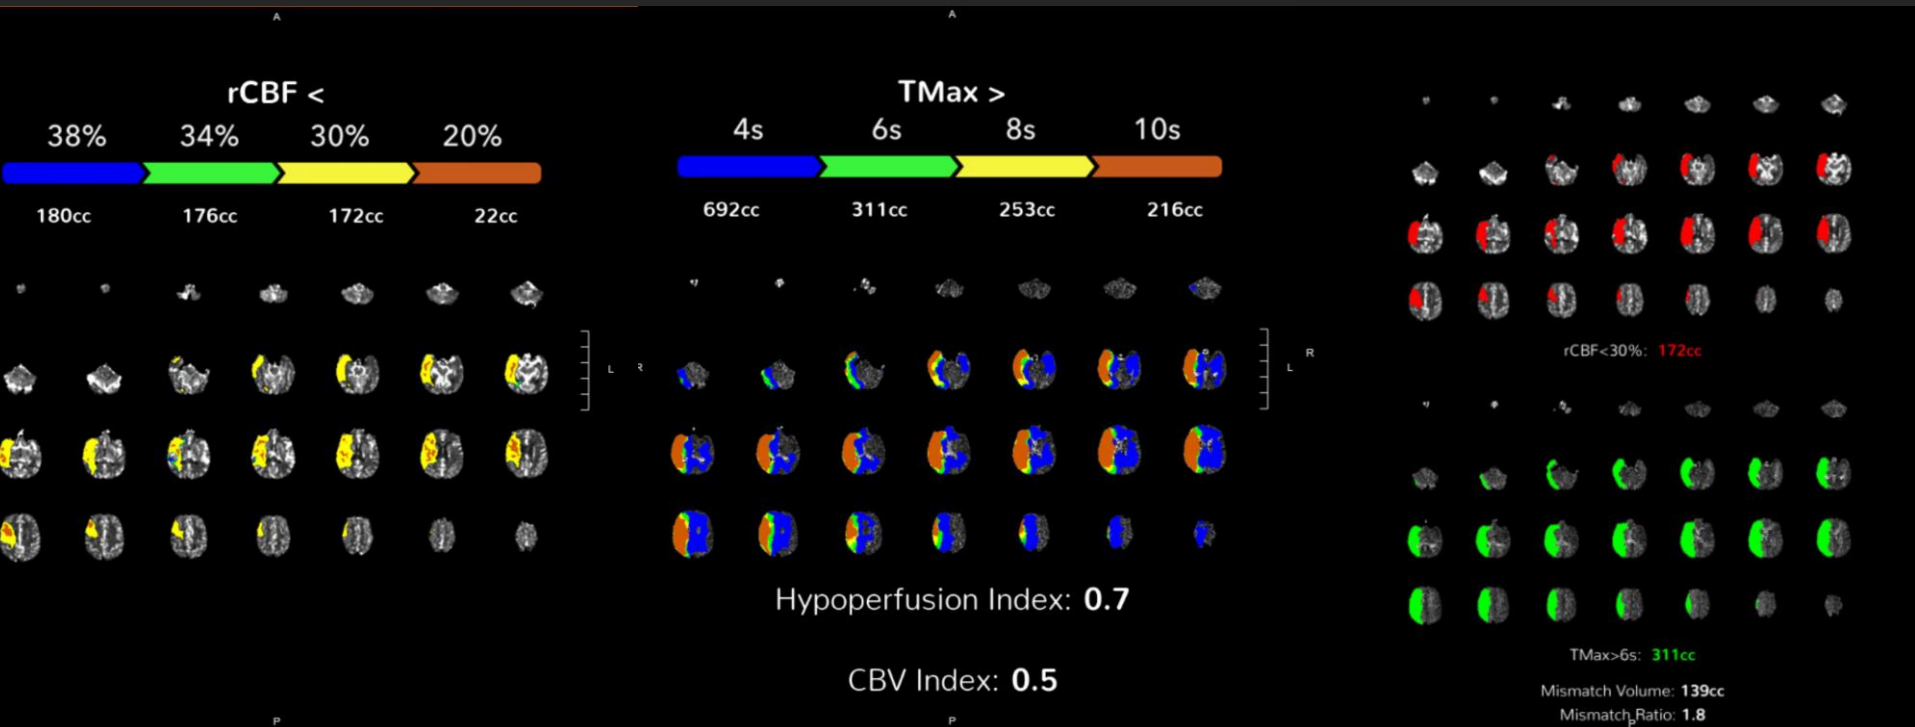 A
rCBF <
38% 34% 30% 20%
180cc 176cc 172cc 22cc
L
P
A
TMax >
4s 6s 8s 10s
692cc 311cc 253cc 216cc
R
L
Hypoperfusion Index: 0.7
CBV Index: 0.5
P
R
rCBF<30%: 172cc
TMax>6s: 311cc
Mismatch Volume: 139cc
Mismatch Ratio: 1.8
P